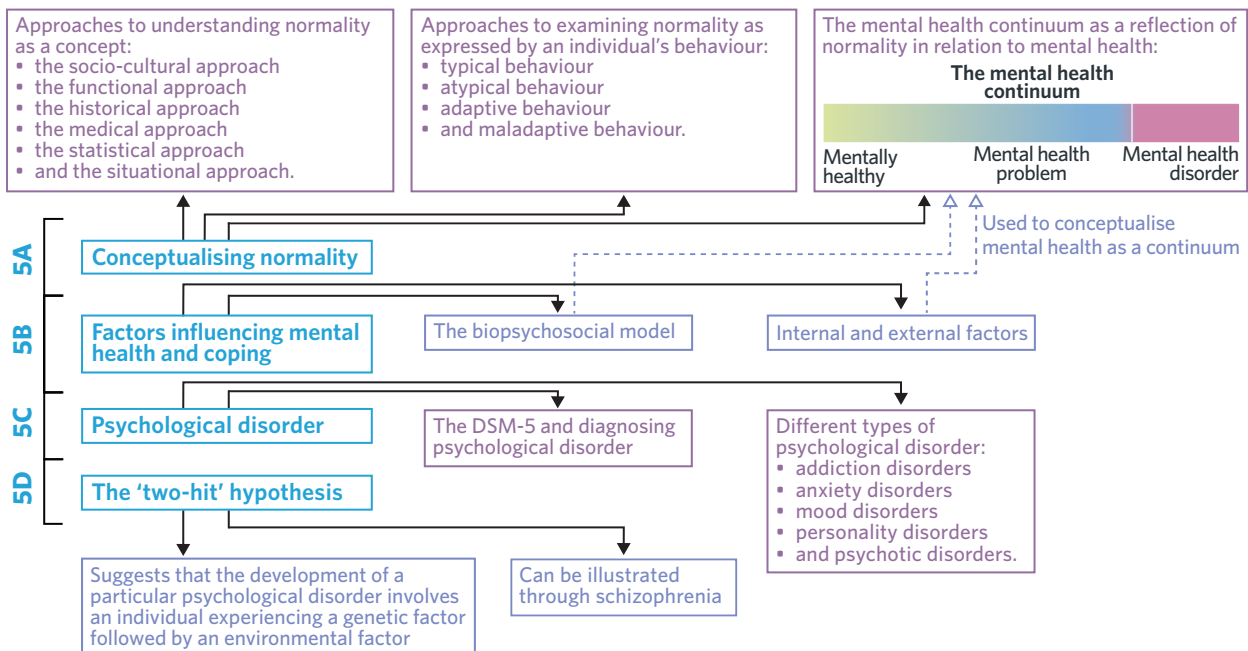 Approaches to understanding normality
as a concept:
• the socio-cultural approach
• the functional approach
• the historical approach
• the medical approach
• the statistical approach
• and the situational approach.
Approaches to examining normality as
expressed by an individual's behaviour:
• typical behaviour
• atypical behaviour
• adaptive behaviour
• and maladaptive behaviour.
The mental health continuum as a reflection of
normality in relation to mental health:
The mental health
continuum
Mentally
healthy
Mental health
problem
Mental health
disorder
Used to conceptualise
mental health as a continuum
5A
Conceptualising normality
5B
Factors influencing mental
health and coping
The biopsychosocial model
Internal and external factors
5C
Psychological disorder
The DSM-5 and diagnosing
psychological disorder
Different types of
psychological disorder:
• addiction disorders
• anxiety disorders
• mood disorders
• personality disorders
• and psychotic disorders.
5D
The 'two-hit' hypothesis
Suggests that the development of a
particular psychological disorder involves
an individual experiencing a genetic factor
followed by an environmental factor
Can be illustrated
through schizophrenia